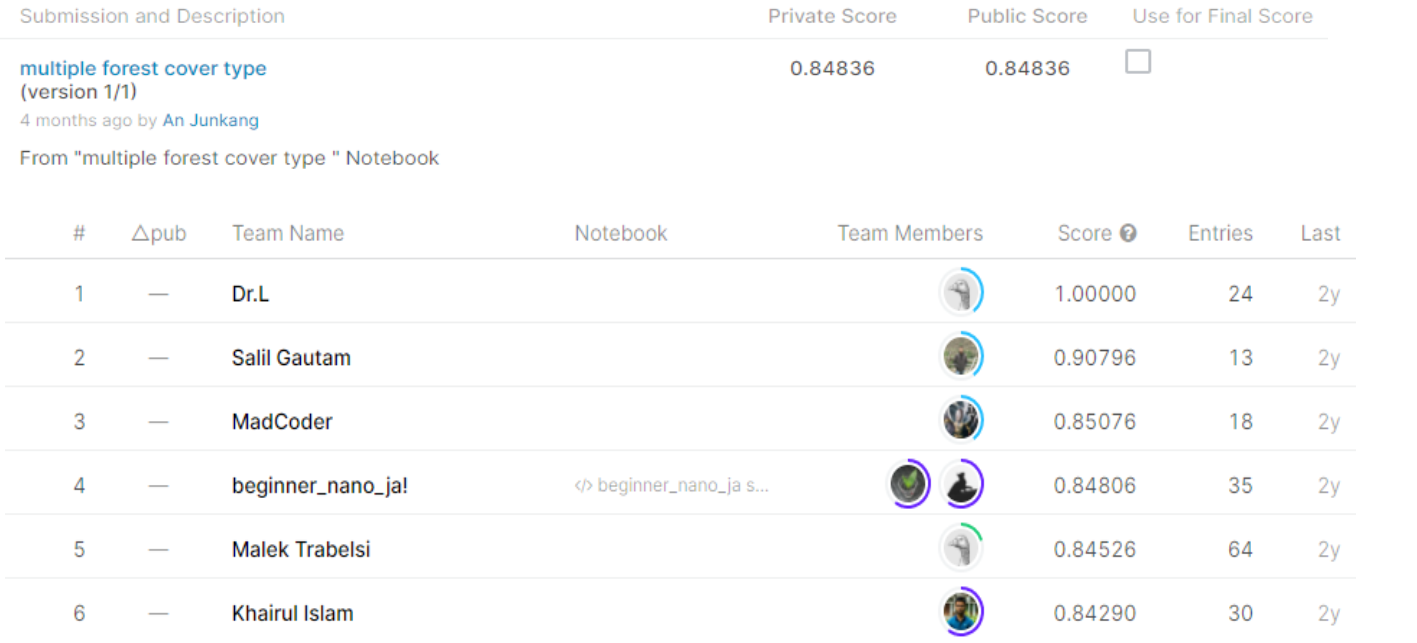 Submission and Description Private Score Public Score Use for Final Score
multiple forest cover type 0.84836 0.84836
(version 1/1)
4 months ago by An Junkang
From "multiple forest cover type " Notebook
# △pub Team Name Notebook Team Members Score ? Entries Last
1 — Dr.L 1.00000 24 2y
2 — Salil Gautam 0.90796 13 2y
3 — MadCoder 0.85076 18 2y
4 — beginner_nano_ja! </> beginner_nano_ja s... 0.84806 35 2y
5 — Malek Trabelsi 0.84526 64 2y
6 — Khairul Islam 0.84290 30 2y